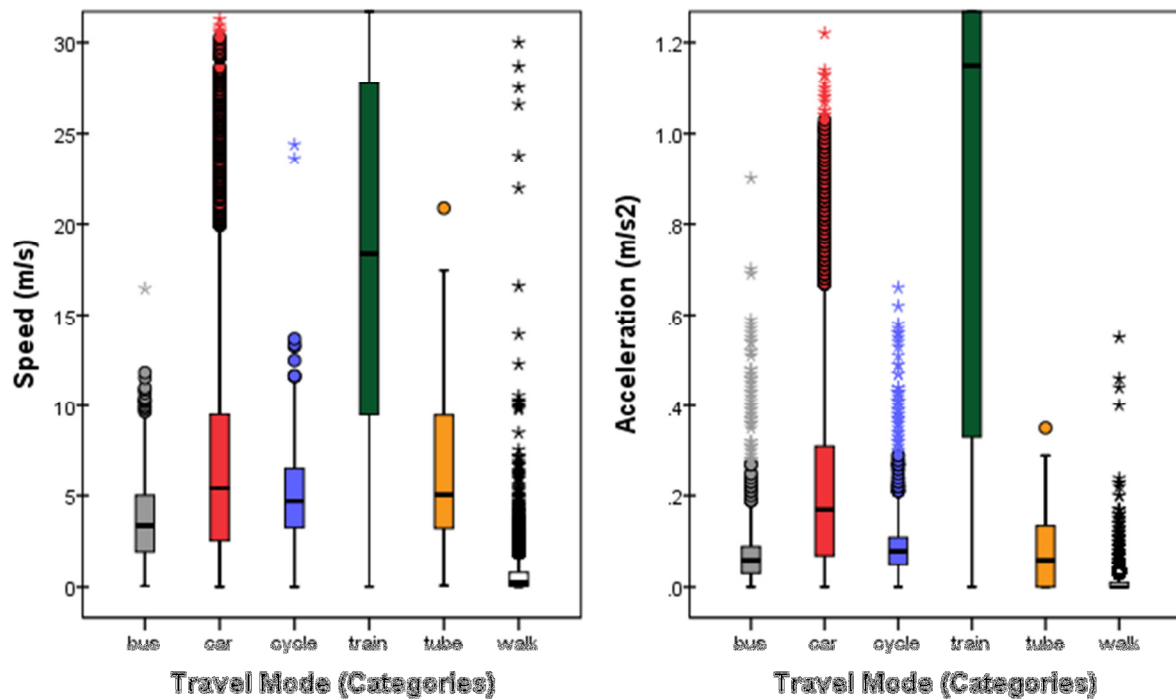 30
25
20
15
10
5
0
Speed (m/s)
bus car cycle train tube walk
Travel Mode (Categories)
1.2
1.0
.8
.6
.4
.2
.0
Acceleration (m/s2)
bus car cycle train tube walk
Travel Mode (Categories)